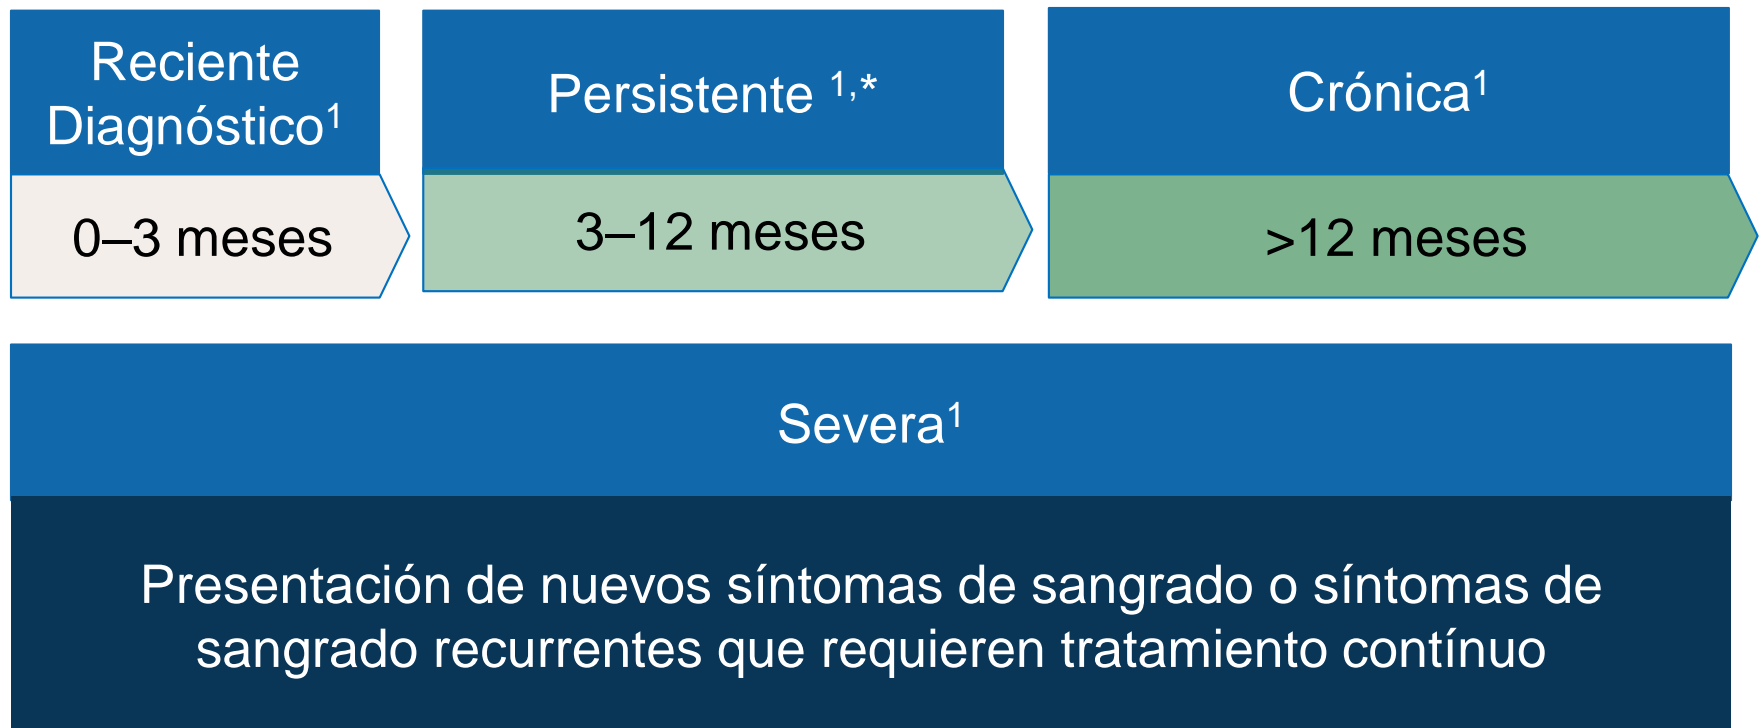 Reciente
Diagnóstico¹
Persistente ¹,*
Crónica¹
0–3 meses
3–12 meses
>12 meses
Severa¹
Presentación de nuevos síntomas de sangrado o síntomas de
sangrado recurrentes que requieren tratamiento contínuo